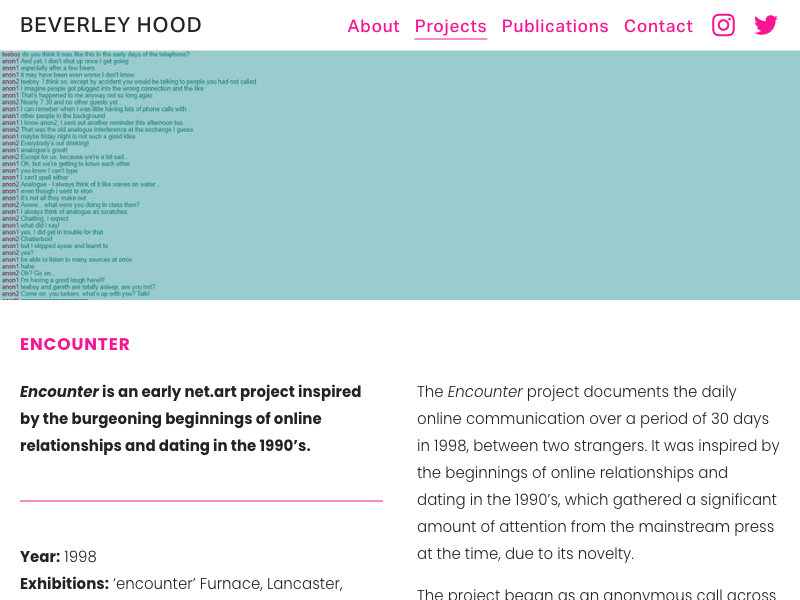 BEVERLEY HOOD
About Projects Publications Contact
teeboy do you think it was like this in the early days of the telephone?
anon1 And yet, I don't shut up once I get going
anon1 especially after a few beers
anon1 it may have been even worse I don't know
anon2 teeboy: I think so, except by accident you would be talking to people you had not called
anon1 I imagine people got plugged into the wrong connection and the like
anon1 That's happened to me anyway not so long ago
anon2 Nearly 7.30 and no other guests yet...
anon1 I can remeber when I was little having lots of phone calls with
anon1 other people in the background
anon1 I know anon2, I sent out another reminder this afternoon too
anon2 That was the old analogue interference at the exchange I guess
anon1 maybe friday night is not such a good idea
anon2 Everybody's out drinking!
anon1 analogue's great!
anon2 Except for us, because we're a bit sad...
anon1 Oh, but we're getting to knwo each other
anon1 you know I can't type
anon1 I can't spell either
anon2 Analogue - I always think of it like waves on water...
anon1 even though I went to eton
anon1 It's not all they make out
anon2 Awww... what were you doing in class then?
anon1 I always think of analogue as scratches
anon2 Chatting, I expect
anon1 what did i say!
anon1 yes, i did get in trouble for that
anon2 Chatterbox!
anon1 but I skipped ayear and learnt to
anon2 yes?
anon1 be able to listen to many sources at once
anon1 haha
anon2 Oh? Go on...
anon1 I'm having a good laugh here!!!
anon1 teeboy and gareth are totally asleep, are you not?
anon2 Come on, you lurkers, what's up with you? Talk!
ENCOUNTER
Encounter is an early net.art project inspired
by the burgeoning beginnings of online
relationships and dating in the 1990’s.
Year: 1998
Exhibitions: ‘encounter’ Furnace, Lancaster,
The Encounter project documents the daily
online communication over a period of 30 days
in 1998, between two strangers. It was inspired by
the beginnings of online relationships and
dating in the 1990’s, which gathered a significant
amount of attention from the mainstream press
at the time, due to its novelty.
The project began as an anonymous call across